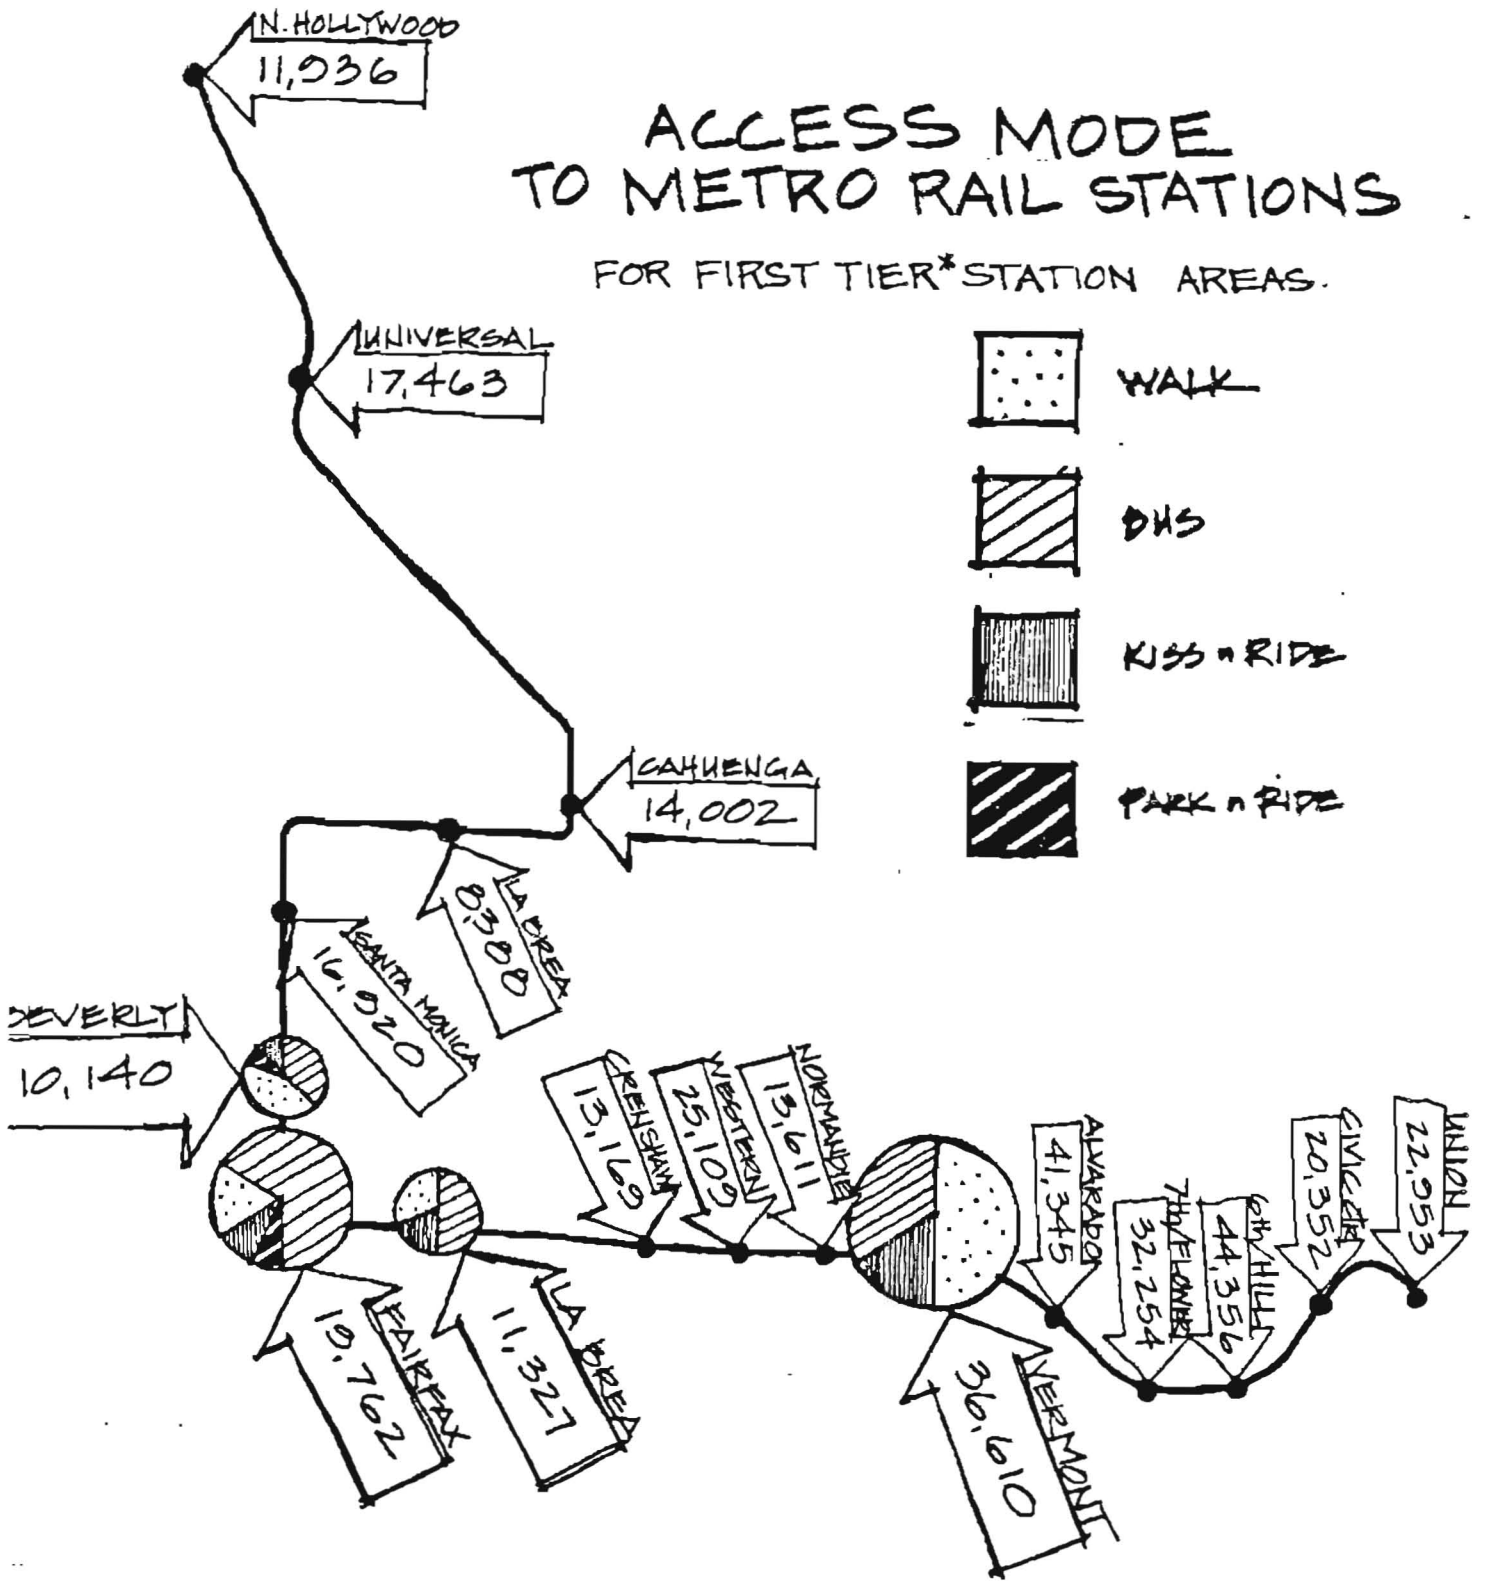 N. HOLLYWOOD
11,936
ACCESS MODE
TO METRO RAIL STATIONS
FOR FIRST TIER* STATION AREAS.
UNIVERSAL
17,463
WALK
BUS
KISS n RIDE
PARK n RIDE
CAHUENGA
14,002
LA BREA
8,388
SANTA MONICA
16,920
BEVERLY
10,140
CRENSHAW
13,169
WESTERN
25,109
NORMANDIE
13,611
ALVARADO
41,345
7th/FLOWER
32,254
6th/HILL
44,356
CIVIC ctr
20,352
UNION
22,953
FAIRFAX
19,762
LA BREA
11,327
VERMONT
36,610